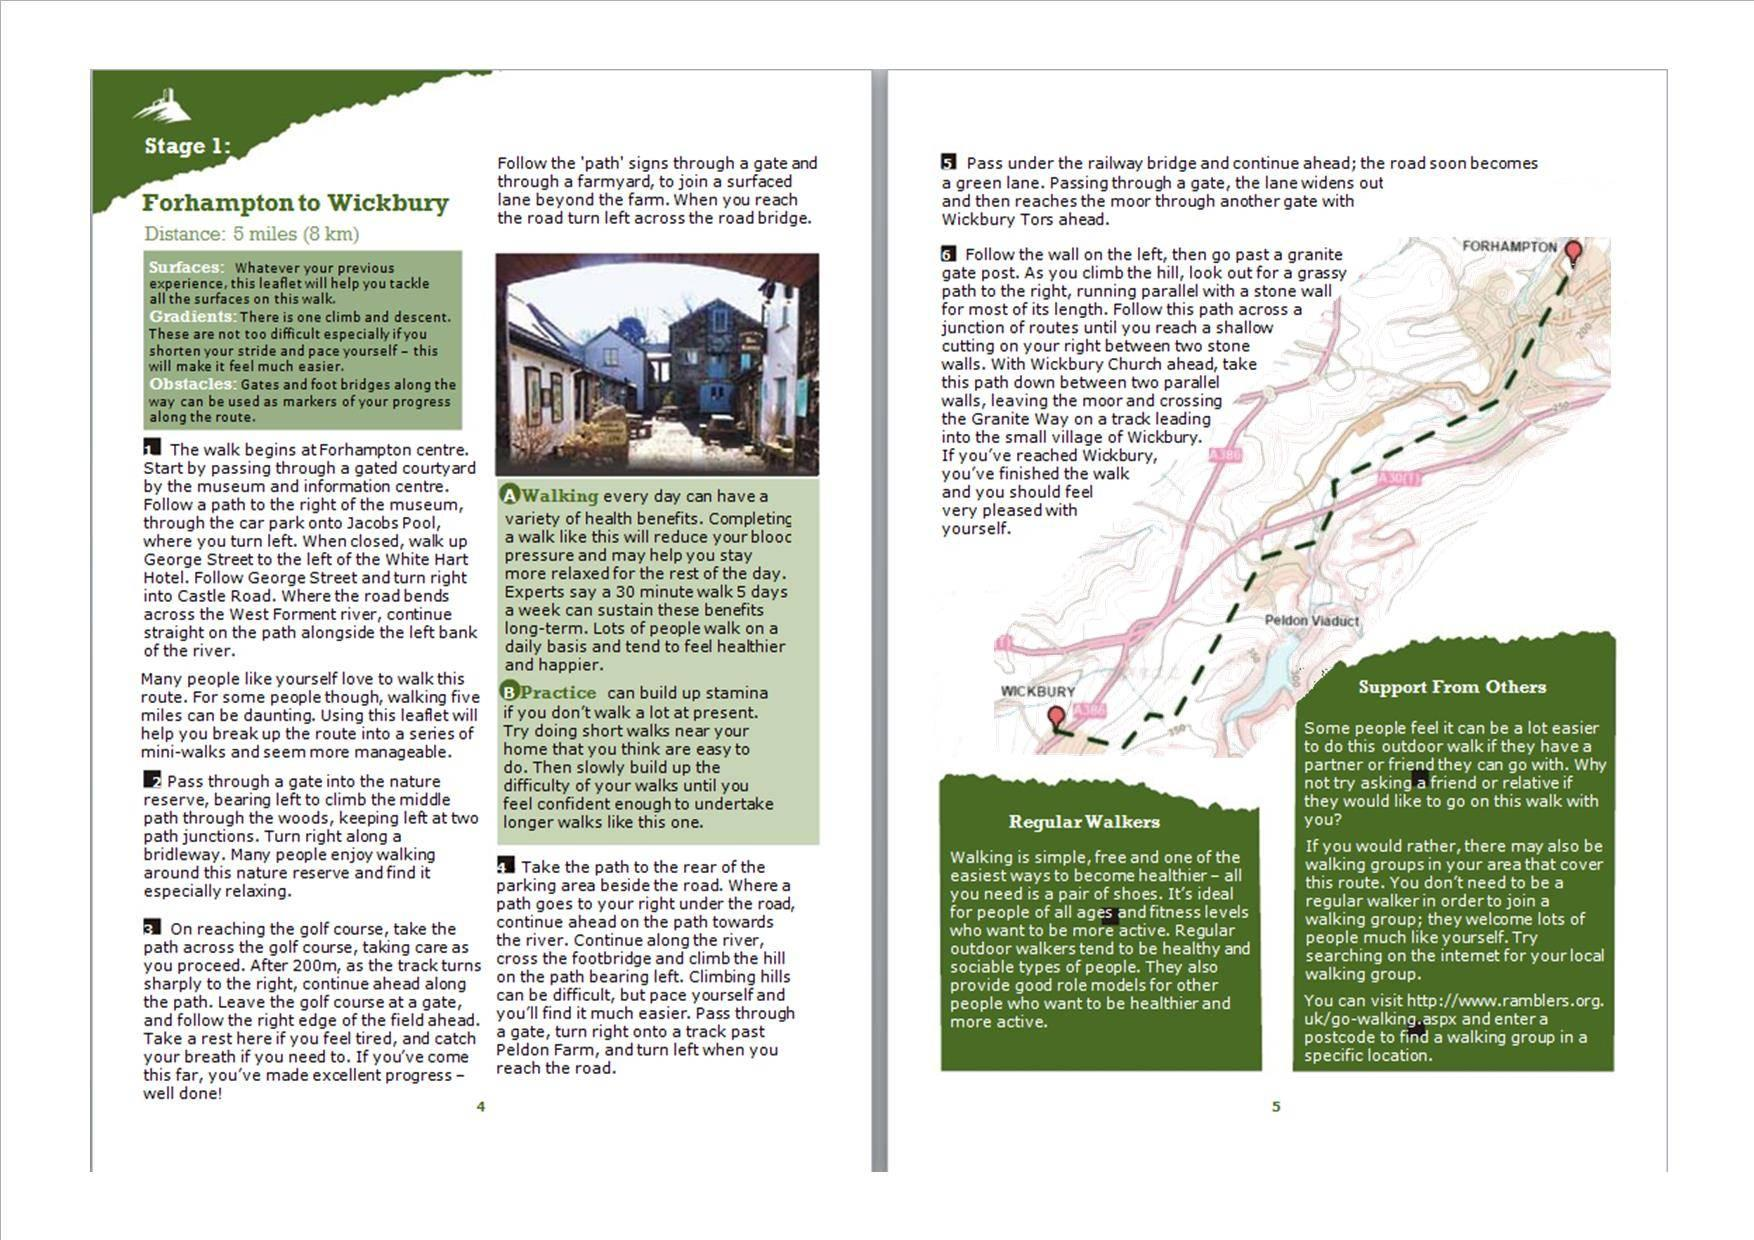 Stage 1:
Forhampton to Wickbury
Distance: 5 miles (8 km)
Surfaces: Whatever your previous
experience, this leaflet will help you tackle
all the surfaces on this walk.
Gradients: There is one climb and descent.
These are not too difficult especially if you
shorten your stride and pace yourself – this
will make it feel much easier.
Obstacles: Gates and foot bridges along the
way can be used as markers of your progress
along the route.
1 The walk begins at Forhampton centre.
Start by passing through a gated courtyard
by the museum and information centre.
Follow a path to the right of the museum,
through the car park onto Jacobs Pool,
where you turn left. When closed, walk up
George Street to the left of the White Hart
Hotel. Follow George Street and turn right
into Castle Road. Where the road bends
across the West Forment river, continue
straight on the path alongside the left bank
of the river.
Many people like yourself love to walk this
route. For some people though, walking five
miles can be daunting. Using this leaflet will
help you break up the route into a series of
mini-walks and seem more manageable.
2 Pass through a gate into the nature
reserve, bearing left to climb the middle
path through the woods, keeping left at two
path junctions. Turn right along a
bridleway. Many people enjoy walking
around this nature reserve and find it
especially relaxing.
3 On reaching the golf course, take the
path across the golf course, taking care as
you proceed. After 200m, as the track turns
sharply to the right, continue ahead along
the path. Leave the golf course at a gate,
and follow the right edge of the field ahead.
Take a rest here if you feel tired, and catch
your breath if you need to. If you've come
this far, you've made excellent progress –
well done!
Follow the 'path' signs through a gate and
through a farmyard, to join a surfaced
lane beyond the farm. When you reach
the road turn left across the road bridge.
A Walking every day can have a
variety of health benefits. Completing
a walk like this will reduce your blooc
pressure and may help you stay
more relaxed for the rest of the day.
Experts say a 30 minute walk 5 days
a week can sustain these benefits
long-term. Lots of people walk on a
daily basis and tend to feel healthier
and happier.
B Practice can build up stamina
if you don't walk a lot at present.
Try doing short walks near your
home that you think are easy to
do. Then slowly build up the
difficulty of your walks until you
feel confident enough to undertake
longer walks like this one.
4 Take the path to the rear of the
parking area beside the road. Where a
path goes to your right under the road,
continue ahead on the path towards
the river. Continue along the river,
cross the footbridge and climb the hill
on the path bearing left. Climbing hills
can be difficult, but pace yourself and
you'll find it much easier. Pass through
a gate, turn right onto a track past
Peldon Farm, and turn left when you
reach the road.
4
5 Pass under the railway bridge and continue ahead; the road soon becomes
a green lane. Passing through a gate, the lane widens out
and then reaches the moor through another gate with
Wickbury Tors ahead.
6 Follow the wall on the left, then go past a granite
gate post. As you climb the hill, look out for a grassy
path to the right, running parallel with a stone wall
for most of its length. Follow this path across a
junction of routes until you reach a shallow
cutting on your right between two stone
walls. With Wickbury Church ahead, take
this path down between two parallel
walls, leaving the moor and crossing
the Granite Way on a track leading
into the small village of Wickbury.
If you've reached Wickbury,
you've finished the walk
and you should feel
very pleased with
yourself.
FORHAMPTON
200
250
A386
A30(T)
Peldon Viaduct
350
300
WICKBURY
A386
350
Regular Walkers
Walking is simple, free and one of the
easiest ways to become healthier – all
you need is a pair of shoes. It's ideal
for people of all ages and fitness levels
who want to be more active. Regular
outdoor walkers tend to be healthy and
sociable types of people. They also
provide good role models for other
people who want to be healthier and
more active.
Support From Others
Some people feel it can be a lot easier
to do this outdoor walk if they have a
partner or friend they can go with. Why
not try asking a friend or relative if
they would like to go on this walk with
you?
If you would rather, there may also be
walking groups in your area that cover
this route. You don't need to be a
regular walker in order to join a
walking group; they welcome lots of
people much like yourself. Try
searching on the internet for your local
walking group.
You can visit http://www.ramblers.org.
uk/go-walking.aspx and enter a
postcode to find a walking group in a
specific location.
5